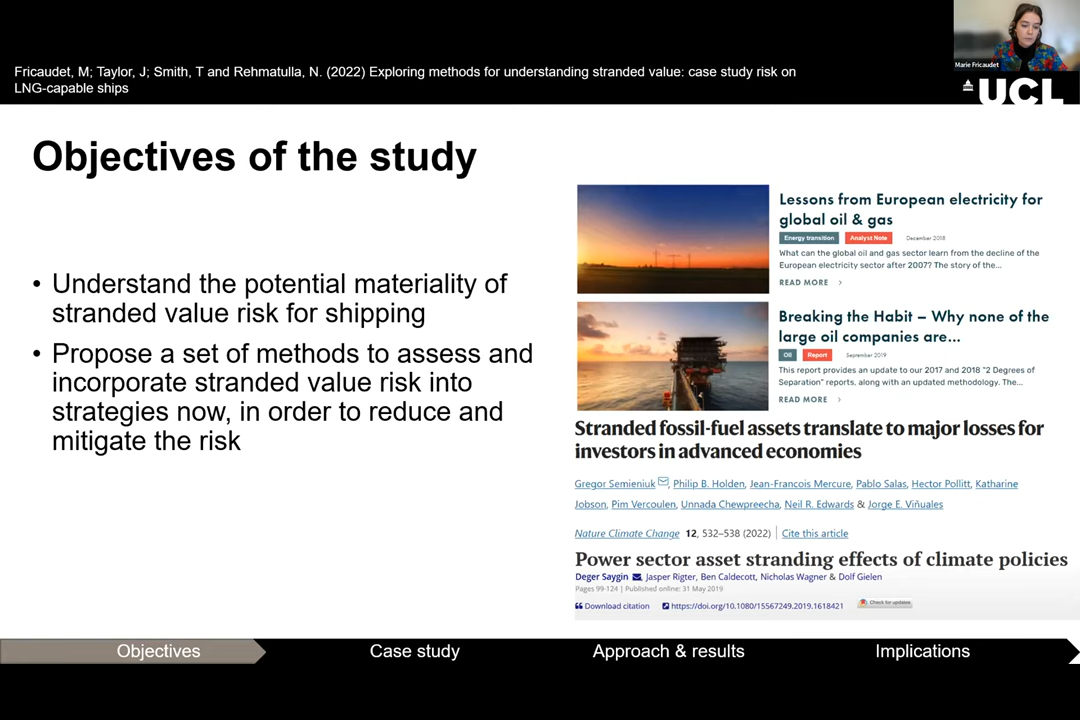 Fricaudet, M; Taylor, J; Smith, T and Rehmatulla, N. (2022) Exploring methods for understanding stranded value: case study risk on
LNG-capable ships
Marie Fricaudet
UCL
Objectives of the study
• Understand the potential materiality of
stranded value risk for shipping
• Propose a set of methods to assess and
incorporate stranded value risk into
strategies now, in order to reduce and
mitigate the risk
Lessons from European electricity for
global oil & gas
Energy transition Analyst Note December 2018
What can the global oil and gas sector learn from the decline of the
European electricity sector after 2007? The story of the...
READ MORE >
Breaking the Habit – Why none of the
large oil companies are...
Oil Report September 2019
This report provides an update to our 2017 and 2018 "2 Degrees of
Separation" reports, along with an updated methodology. The...
READ MORE >
Stranded fossil-fuel assets translate to major losses for
investors in advanced economies
Gregor Semieniuk, Philip B. Holden, Jean-Francois Mercure, Pablo Salas, Hector Pollitt, Katharine
Jobson, Pim Vercoulen, Unnada Chewpreecha, Neil R. Edwards & Jorge E. Viñuales
Nature Climate Change 12, 532–538 (2022) | Cite this article
Power sector asset stranding effects of climate policies
Deger Saygin, Jasper Rigter, Ben Caldecott, Nicholas Wagner & Dolf Gielen
Pages 99-124 | Published online: 31 May 2019
Download citation https://doi.org/10.1080/15567249.2019.1618421 Check for updates
Objectives Case study Approach & results Implications